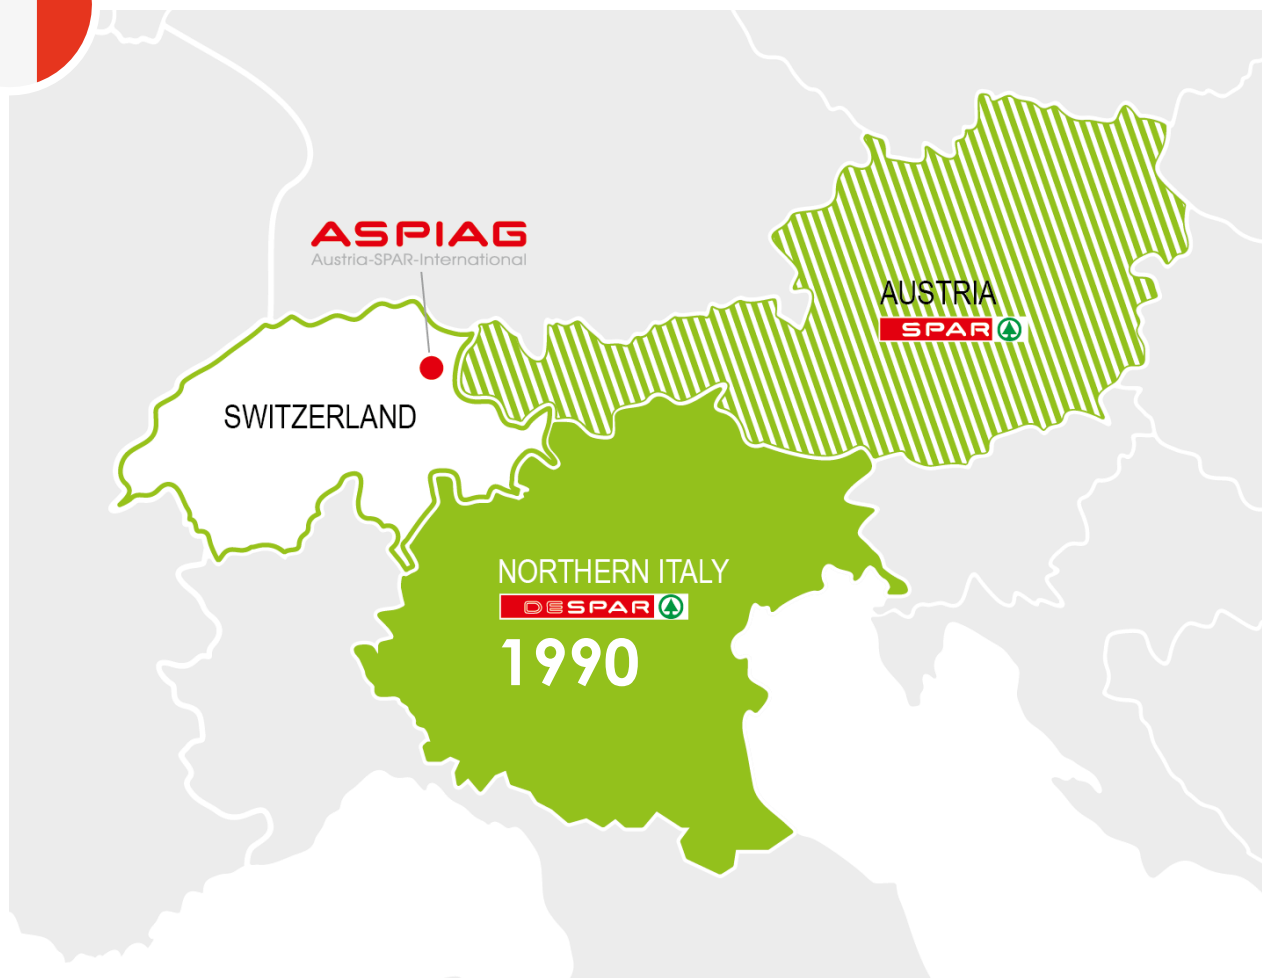 ASPIAG
Austria-SPAR-International
AUSTRIA
SPAR
SWITZERLAND
NORTHERN ITALY
DESPAR
1990